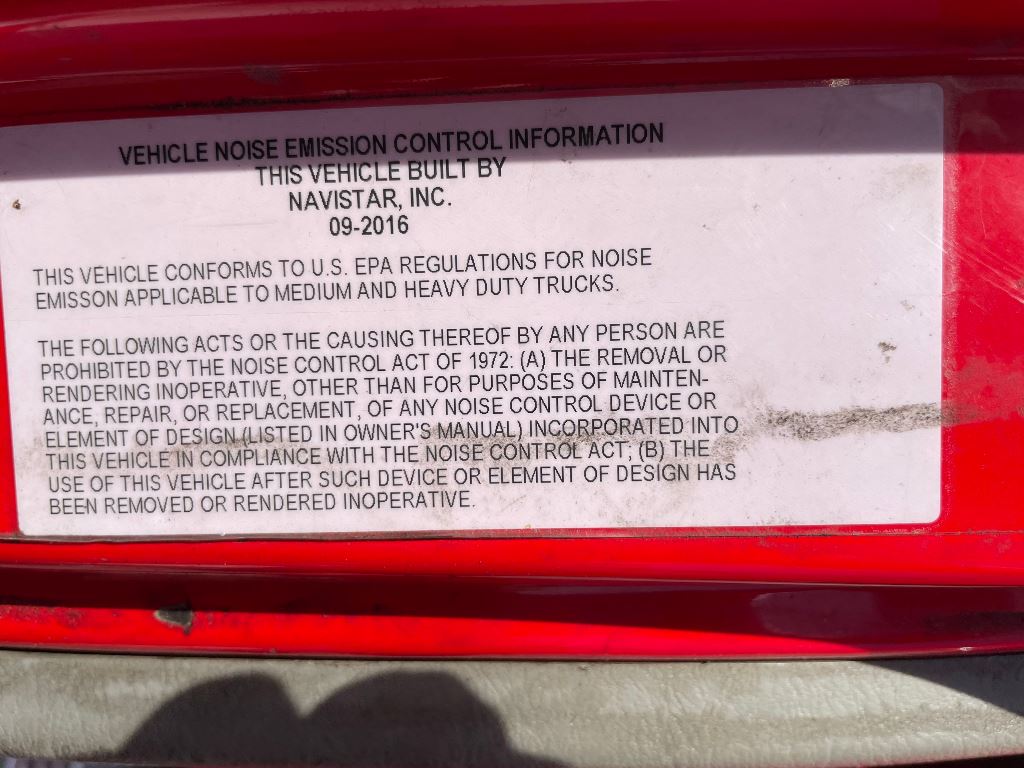 VEHICLE NOISE EMISSION CONTROL INFORMATION
THIS VEHICLE BUILT BY
NAVISTAR, INC.
09-2016
THIS VEHICLE CONFORMS TO U.S. EPA REGULATIONS FOR NOISE
EMISSON APPLICABLE TO MEDIUM AND HEAVY DUTY TRUCKS.
THE FOLLOWING ACTS OR THE CAUSING THEREOF BY ANY PERSON ARE
PROHIBITED BY THE NOISE CONTROL ACT OF 1972: (A) THE REMOVAL OR
RENDERING INOPERATIVE, OTHER THAN FOR PURPOSES OF MAINTEN-
ANCE, REPAIR, OR REPLACEMENT, OF ANY NOISE CONTROL DEVICE OR
ELEMENT OF DESIGN (LISTED IN OWNER'S MANUAL) INCORPORATED INTO
THIS VEHICLE IN COMPLIANCE WITH THE NOISE CONTROL ACT; (B) THE
USE OF THIS VEHICLE AFTER SUCH DEVICE OR ELEMENT OF DESIGN HAS
BEEN REMOVED OR RENDERED INOPERATIVE.